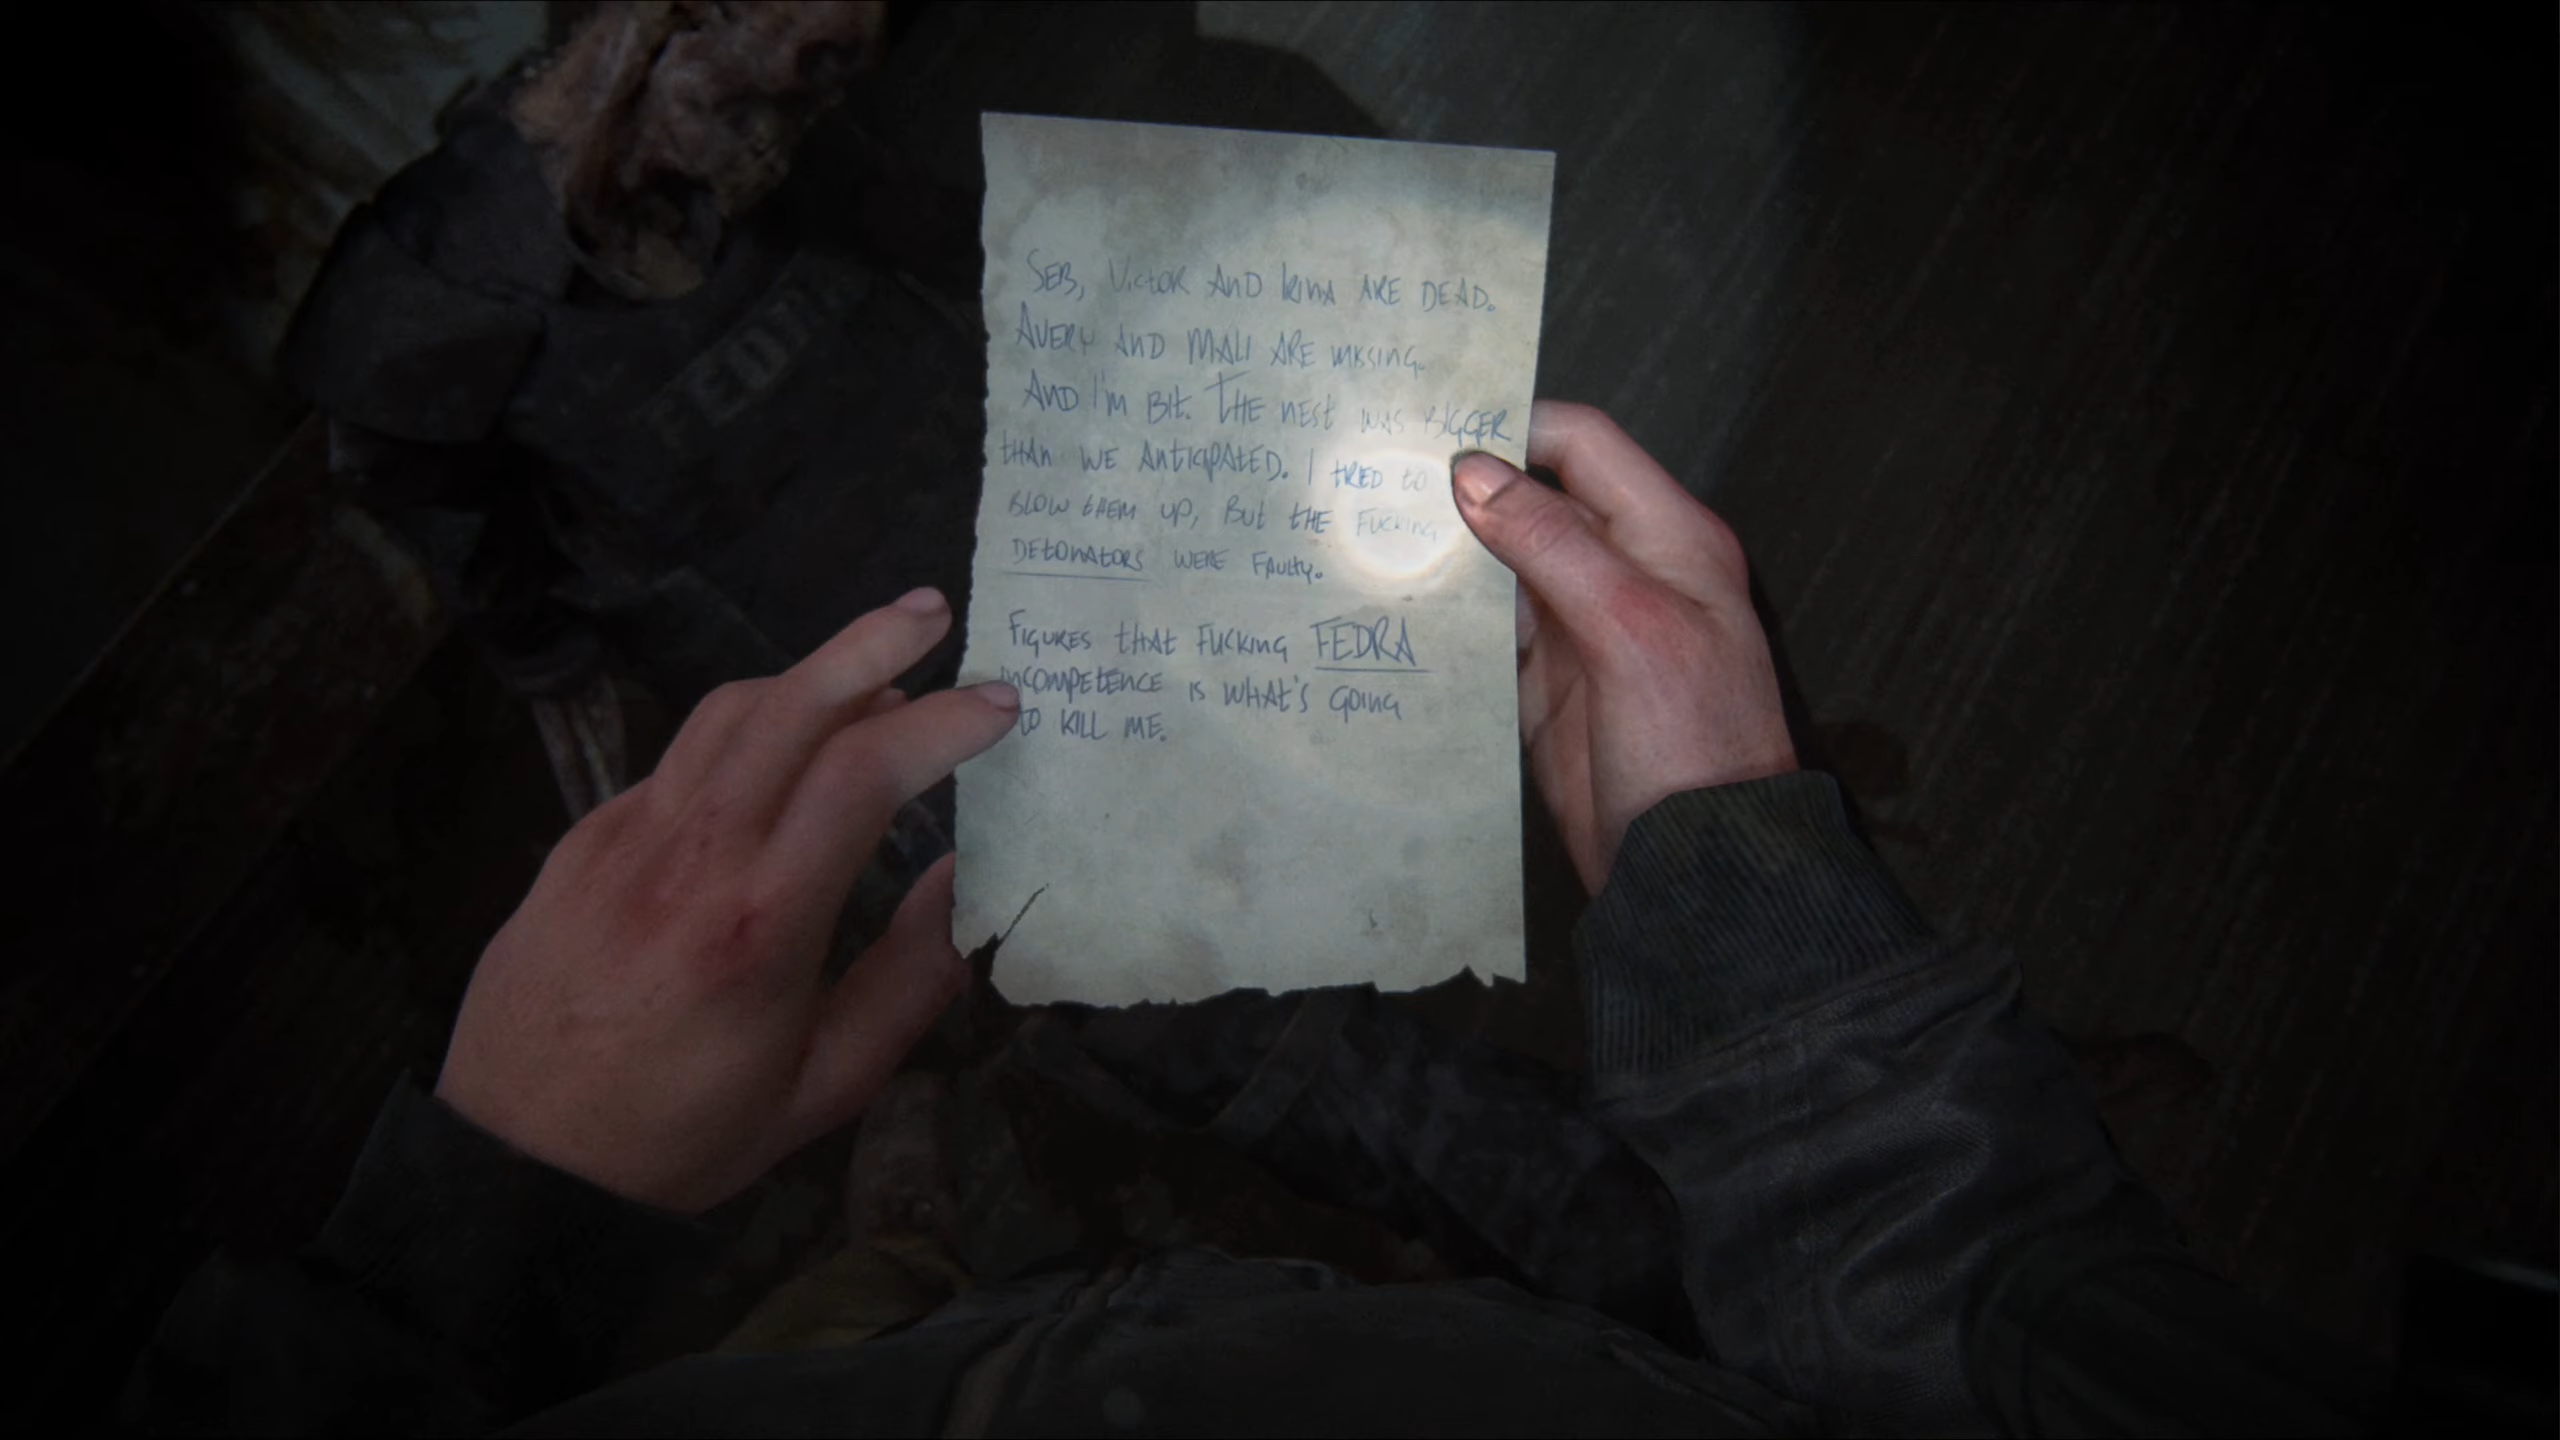 FEDRA
SEB, VICTOR AND IRINA ARE DEAD.
AVERY AND MALI ARE MISSING.
AND I'M BIT. THE NEST WAS BIGGER
THAN WE ANTICIPATED. I TRIED TO
BLOW THEM UP, BUT THE FUCKING
DETONATORS WERE FAULTY.
FIGURES THAT FUCKING FEDRA
INCOMPETENCE IS WHAT'S GOING
TO KILL ME.